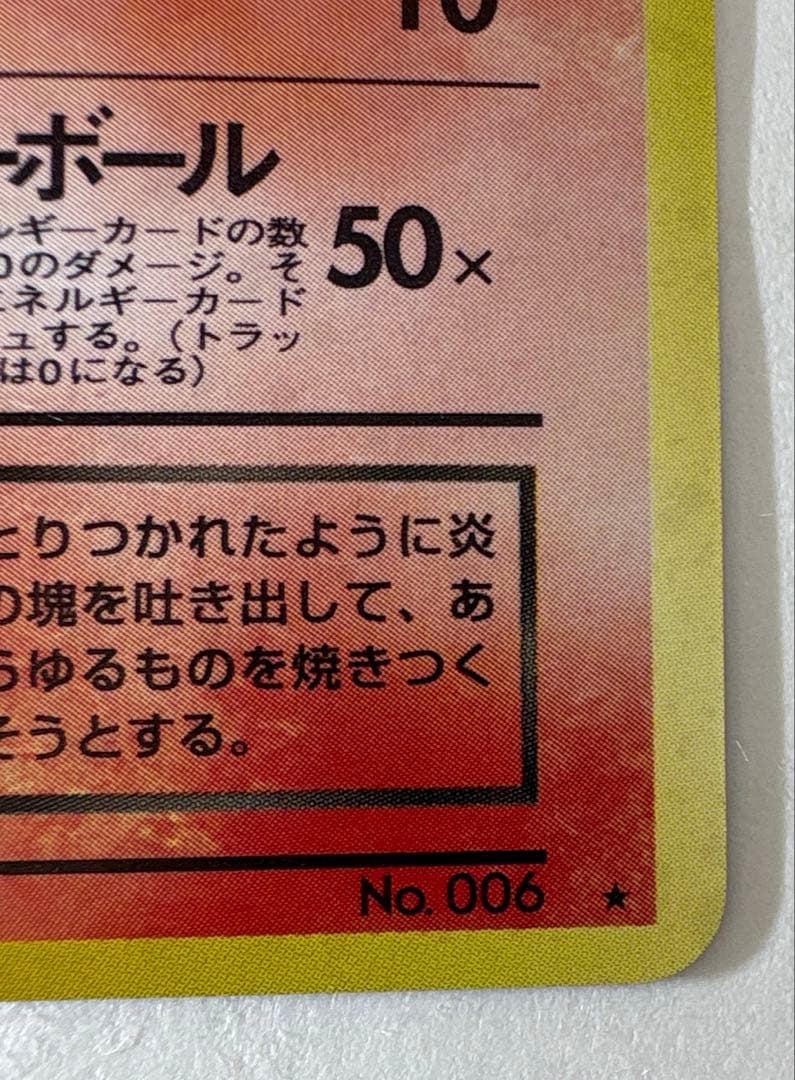 10
ーボール
50×
ルギーカードの数
0のダメージ。そ
エネルギーカード
ュする。（トラッ
は0になる）
とりつかれたように炎
の塊を吐き出して、あ
らゆるものを焼きつく
そうとする。
No. 006 ★